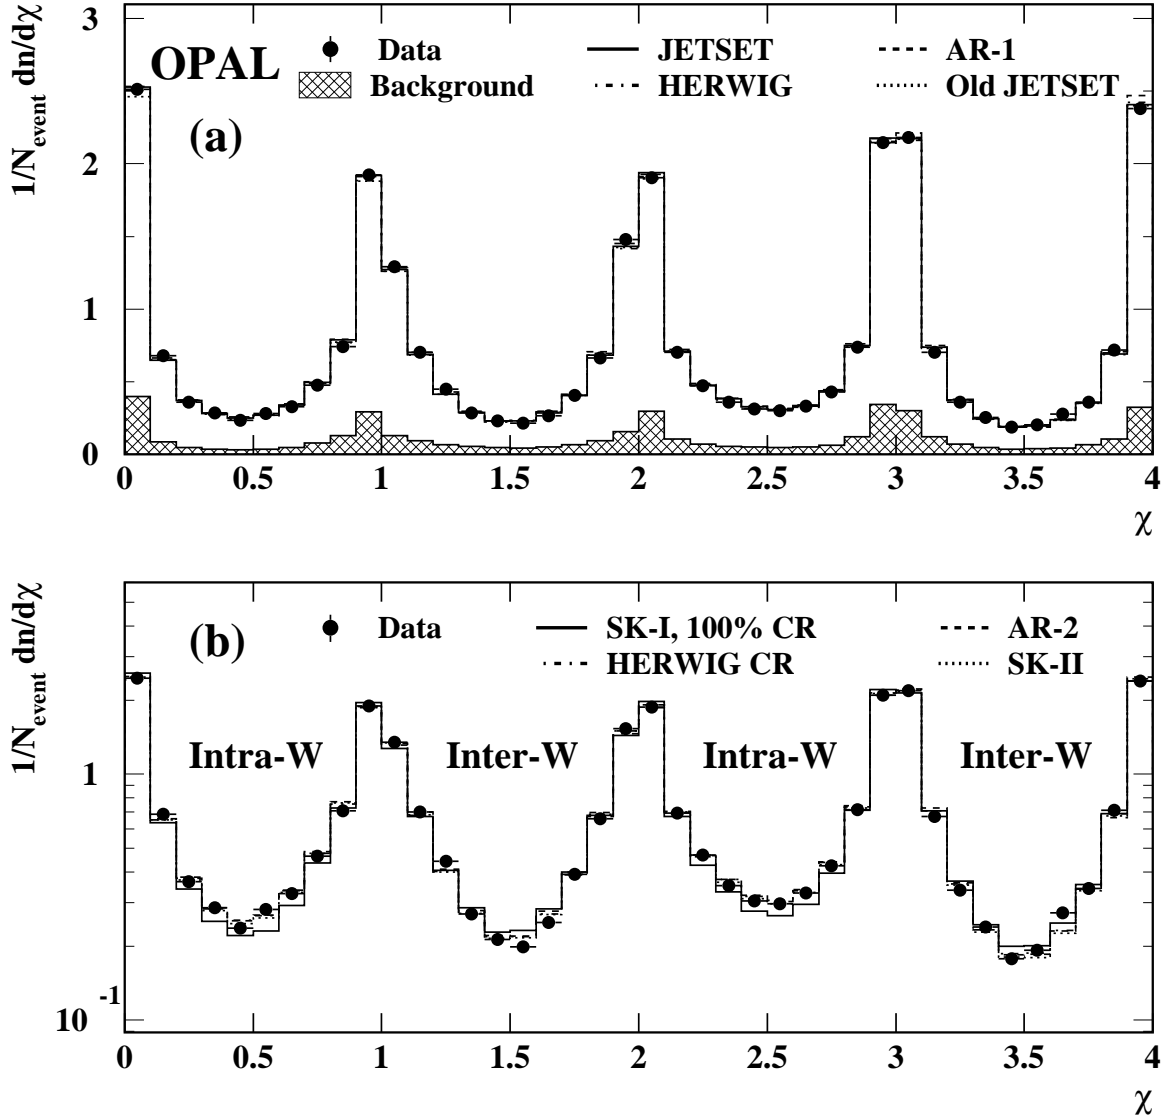 1/N_event dn/dχ
3
2
1
0
OPAL
(a)
Data JETSET AR-1
Background HERWIG Old JETSET
0 0.5 1 1.5 2 2.5 3 3.5 4
χ
1/N_event dn/dχ
1
10^-1
(b)
Data SK-I, 100% CR AR-2
HERWIG CR SK-II
Intra-W Inter-W Intra-W Inter-W
0 0.5 1 1.5 2 2.5 3 3.5 4
χ